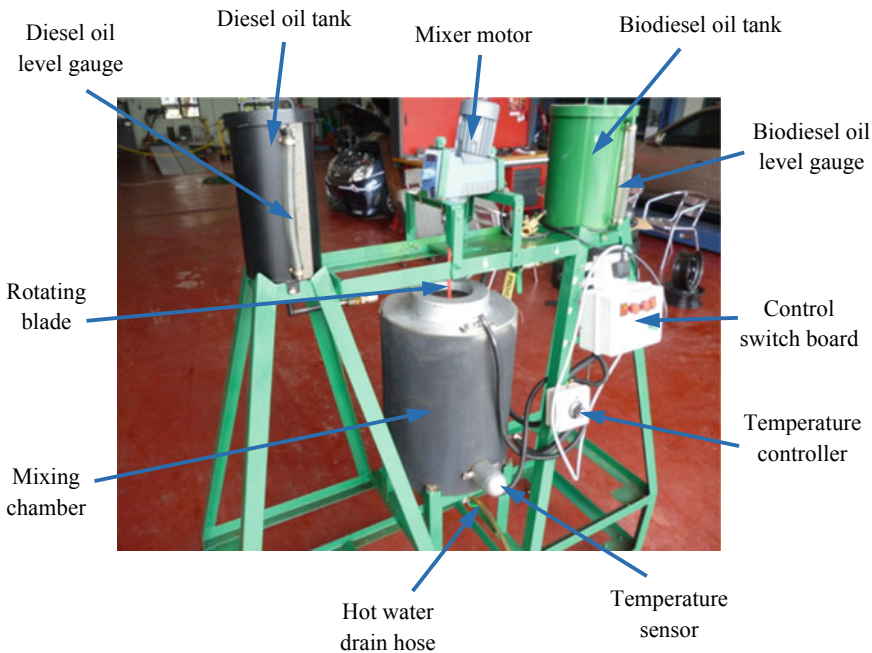 Diesel oil
level gauge
Diesel oil tank
Mixer motor
Biodiesel oil tank
Biodiesel oil
level gauge
Rotating
blade
Control
switch board
Mixing
chamber
Temperature
controller
Hot water
drain hose
Temperature
sensor